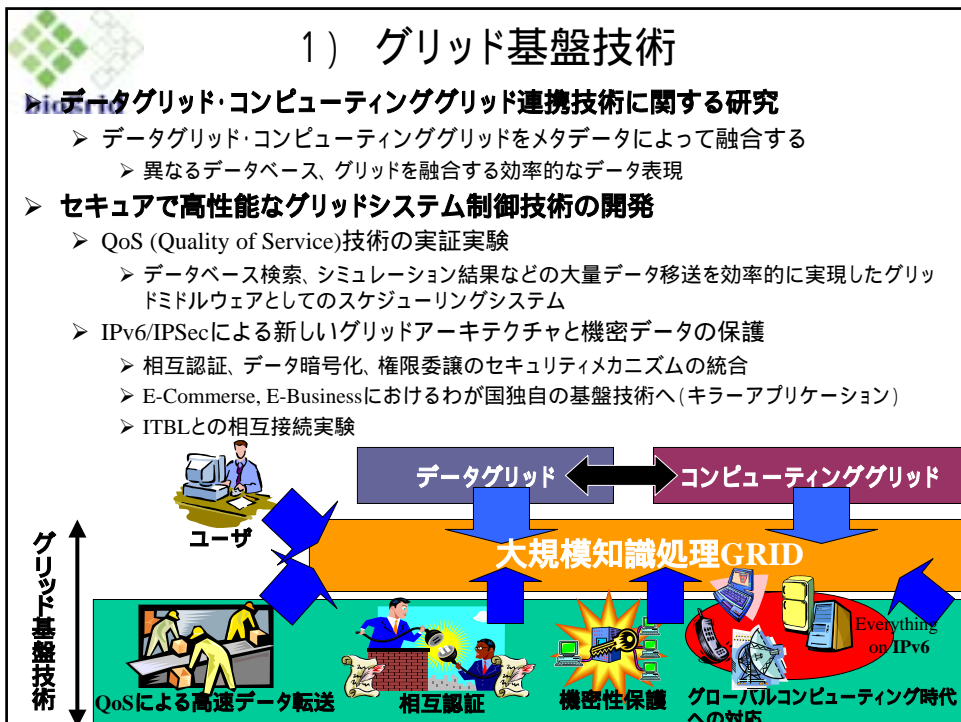 1) グリッド基盤技術
biogrid
➢ データグリッド・コンピューティンググリッド連携技術に関する研究
➢ データグリッド・コンピューティンググリッドをメタデータによって融合する
➢ 異なるデータベース、グリッドを融合する効率的なデータ表現
➢ セキュアで高性能なグリッドシステム制御技術の開発
➢ QoS (Quality of Service)技術の実証実験
➢ データベース検索、シミュレーション結果などの大量データ移送を効率的に実現したグリッ
ドミドルウェアとしてのスケジューリングシステム
➢ IPv6/IPSecによる新しいグリッドアーキテクチャと機密データの保護
➢ 相互認証、データ暗号化、権限委譲のセキュリティメカニズムの統合
➢ E-Commerse, E-Businessにおけるわが国独自の基盤技術へ(キラーアプリケーション)
➢ ITBLとの相互接続実験
データグリッド
コンピューティンググリッド
ユーザ
大規模知識処理GRID
グリッド基盤技術
Everything
on IPv6
QoSによる高速データ転送
相互認証
機密性保護
グローバルコンピューティング時代
への対応